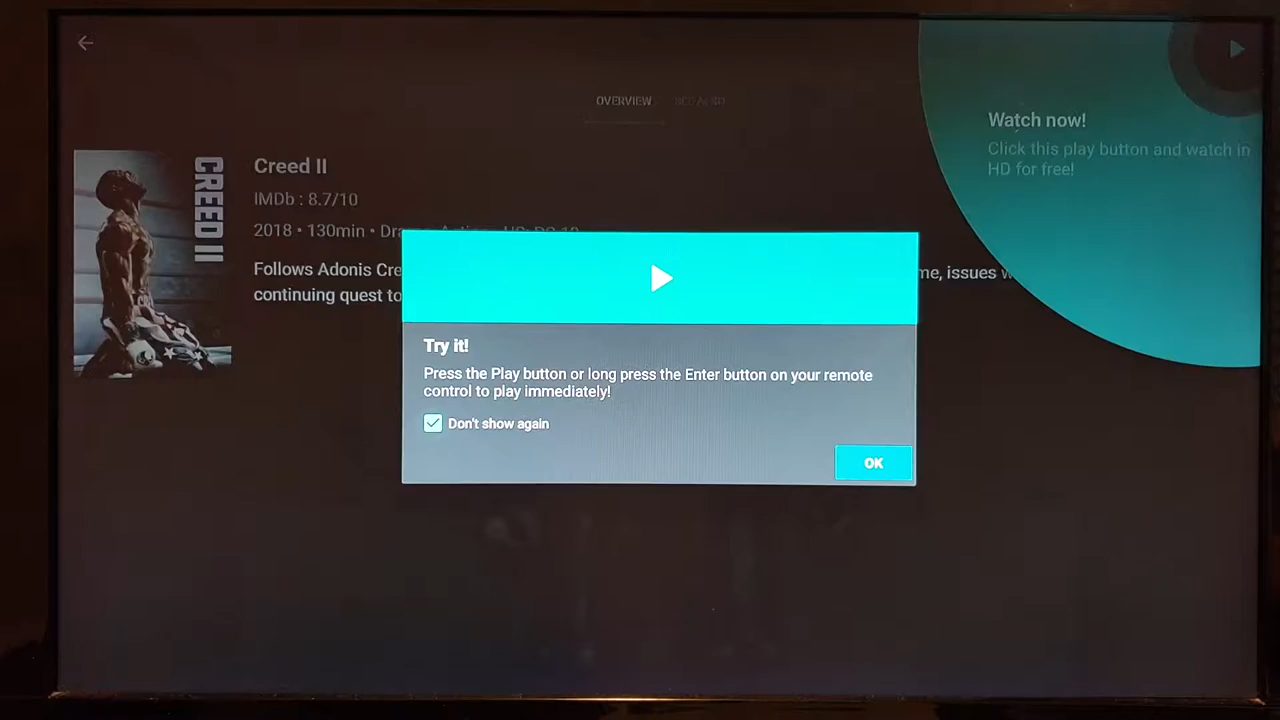 OVERVIEW SEE ALSO
Watch now!
Click this play button and watch in
HD for free!
CREED II
Creed II
IMDb : 8.7/10
2018 • 130min •
Follows Adonis Cre
me, issues w
continuing quest to
Try it!
Press the Play button or long press the Enter button on your remote
control to play immediately!
Don't show again
OK